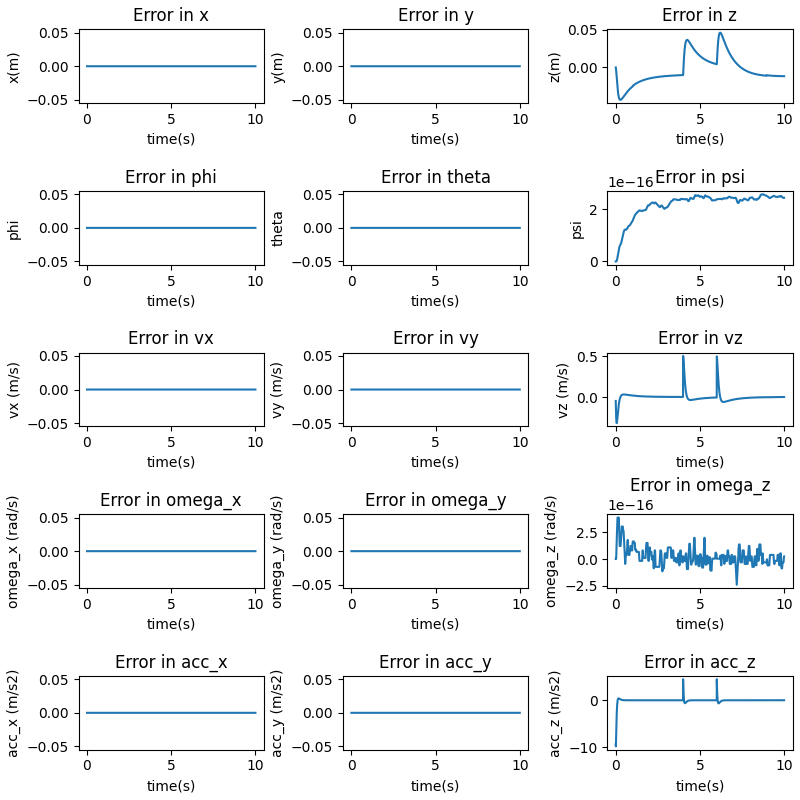 Error in x
0.05
0.00
−0.05
x(m)
0 5 10
time(s)
Error in y
0.05
0.00
−0.05
y(m)
0 5 10
time(s)
Error in z
0.05
0.00
z(m)
0 5 10
time(s)
Error in phi
0.05
0.00
−0.05
phi
0 5 10
time(s)
Error in theta
0.05
0.00
−0.05
theta
0 5 10
time(s)
1e−16 Error in psi
2
0
psi
0 5 10
time(s)
Error in vx
0.05
0.00
−0.05
vx (m/s)
0 5 10
time(s)
Error in vy
0.05
0.00
−0.05
vy (m/s)
0 5 10
time(s)
Error in vz
0.5
0.0
vz (m/s)
0 5 10
time(s)
Error in omega_x
0.05
0.00
−0.05
omega_x (rad/s)
0 5 10
time(s)
Error in omega_y
0.05
0.00
−0.05
omega_y (rad/s)
0 5 10
time(s)
Error in omega_z
1e−16
2.5
0.0
−2.5
omega_z (rad/s)
0 5 10
time(s)
Error in acc_x
0.05
0.00
−0.05
acc_x (m/s2)
0 5 10
time(s)
Error in acc_y
0.05
0.00
−0.05
acc_y (m/s2)
0 5 10
time(s)
Error in acc_z
0
−10
acc_z (m/s2)
0 5 10
time(s)